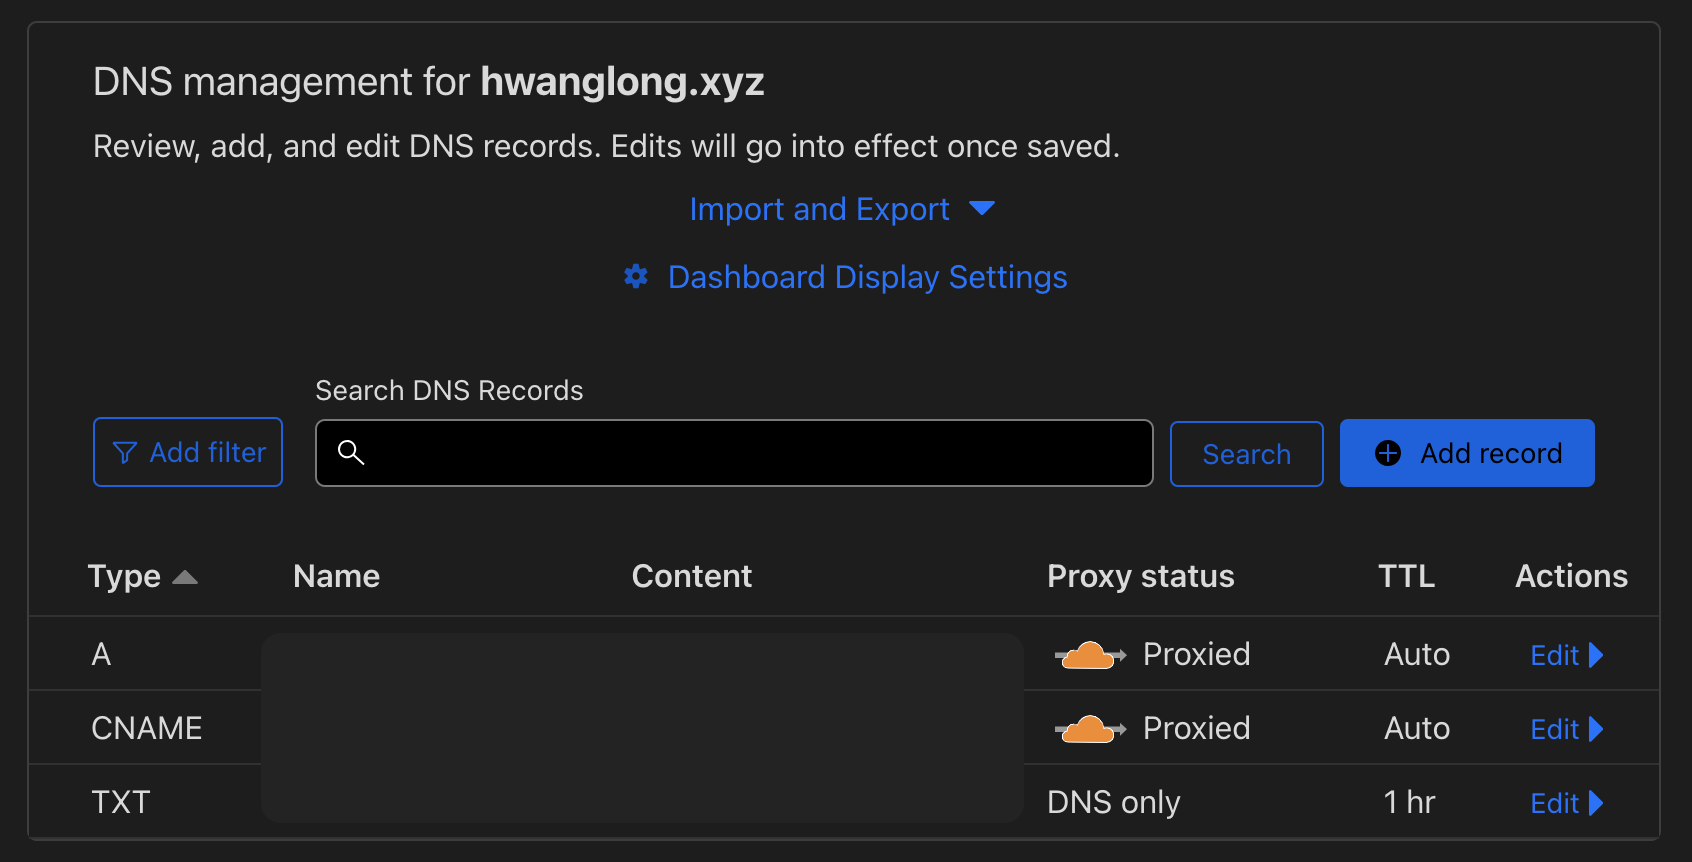 DNS management for hwanglong.xyz
Review, add, and edit DNS records. Edits will go into effect once saved.
Import and Export
Dashboard Display Settings
Search DNS Records
Add filter
Search
Add record
Type Name Content Proxy status TTL Actions
A Proxied Auto Edit
CNAME Proxied Auto Edit
TXT DNS only 1 hr Edit